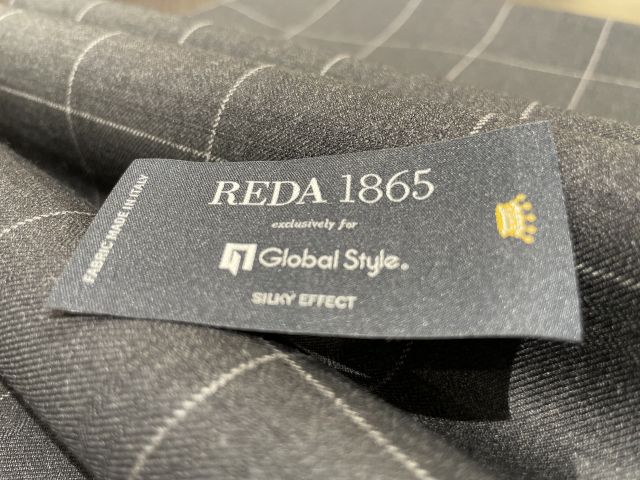 REDA 1865
exclusively for
Global Style.
SILKY EFFECT
FABRIC MADE IN ITALY